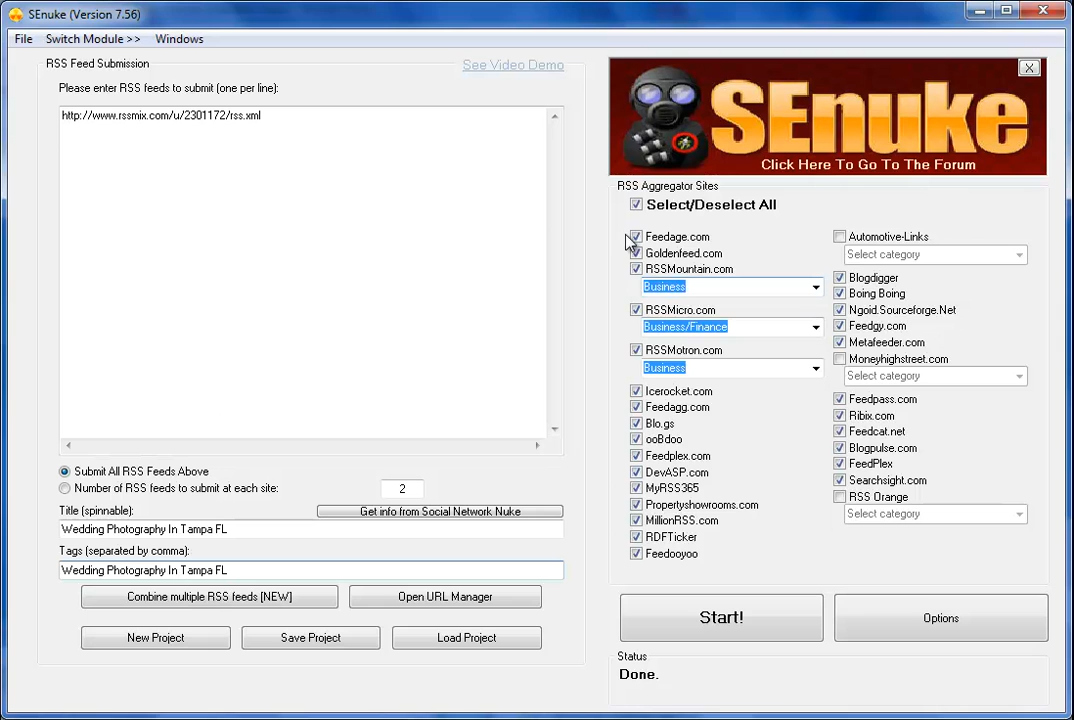 SEnuke (Version 7.56)
File Switch Module >> Windows
RSS Feed Submission
See Video Demo
Please enter RSS feeds to submit (one per line):
http://www.rssmix.com/u/2301172/rss.xml
Submit All RSS Feeds Above
Number of RSS feeds to submit at each site: 2
Title (spinnable):
Get info from Social Network Nuke
Wedding Photography In Tampa FL
Tags (separated by comma):
Wedding Photography In Tampa FL
Combine multiple RSS feeds [NEW]
Open URL Manager
New Project
Save Project
Load Project
X
SEnuke
Click Here To Go To The Forum
RSS Aggregator Sites
Select/Deselect All
Feedage.com
Goldenfeed.com
RSSMountain.com
Business
RSSMicro.com
Business/Finance
RSSMotron.com
Business
Icerocket.com
Feedagg.com
Blo.gs
ooBdoo
Feedplex.com
DevASP.com
MyRSS365
Propertyshowrooms.com
MillionRSS.com
RDFTicker
Feedooyoo
Automotive-Links
Select category
Blogdigger
Boing Boing
Ngoid.Sourceforge.Net
Feedgy.com
Metafeeder.com
Moneyhighstreet.com
Select category
Feedpass.com
Ribix.com
Feedcat.net
Blogpulse.com
FeedPlex
Searchsight.com
RSS Orange
Select category
Start!
Options
Status
Done.